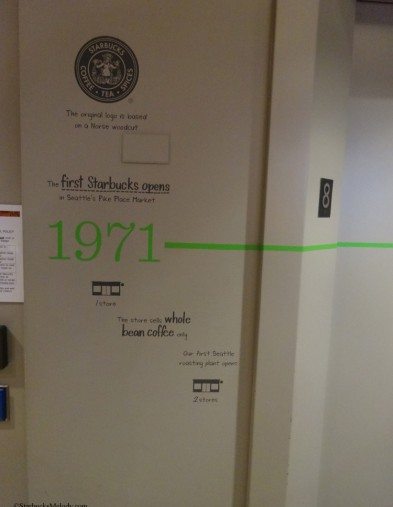 STARBUCKS
COFFEE • TEA • SPICES
®
The original logo is based
on a Norse woodcut
The first Starbucks opens
in Seattle's Pike Place Market
8
1971
1 store
The store sells whole
bean coffee only
Our first Seattle
roasting plant opens
2 stores
©StarbucksMelody.com